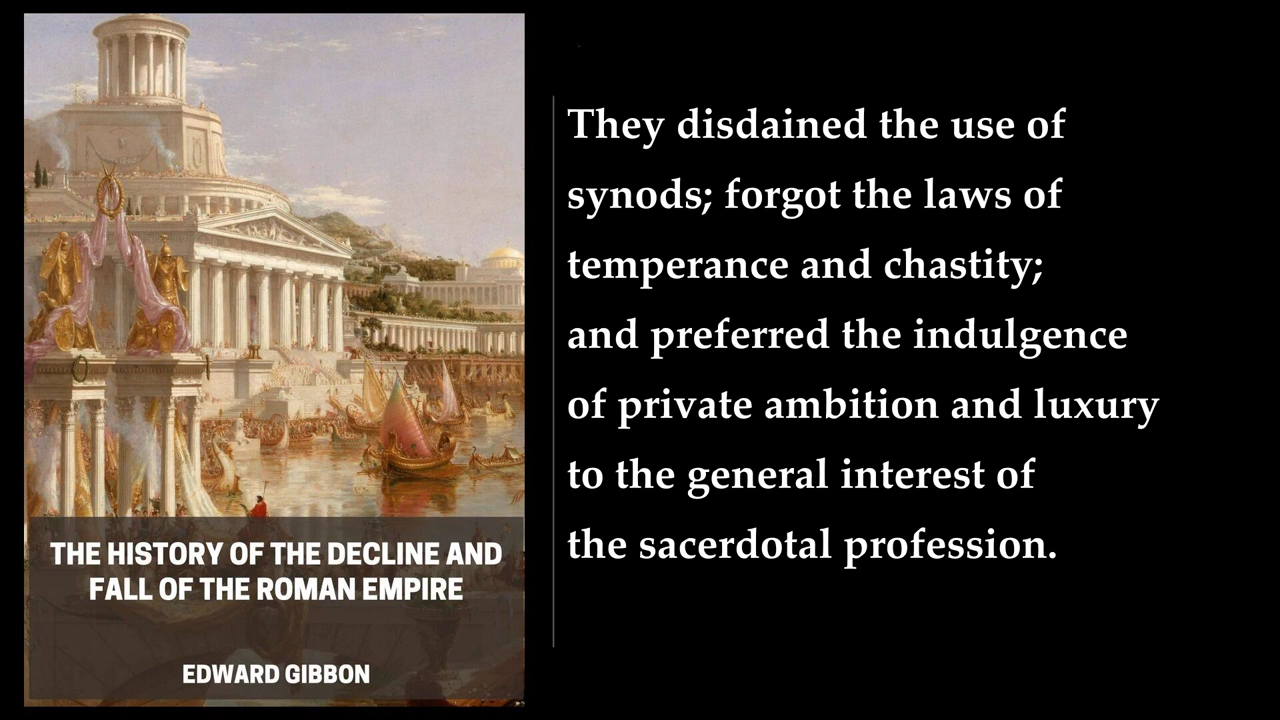 THE HISTORY OF THE DECLINE AND
FALL OF THE ROMAN EMPIRE
EDWARD GIBBON
They disdained the use of
synods; forgot the laws of
temperance and chastity;
and preferred the indulgence
of private ambition and luxury
to the general interest of
the sacerdotal profession.